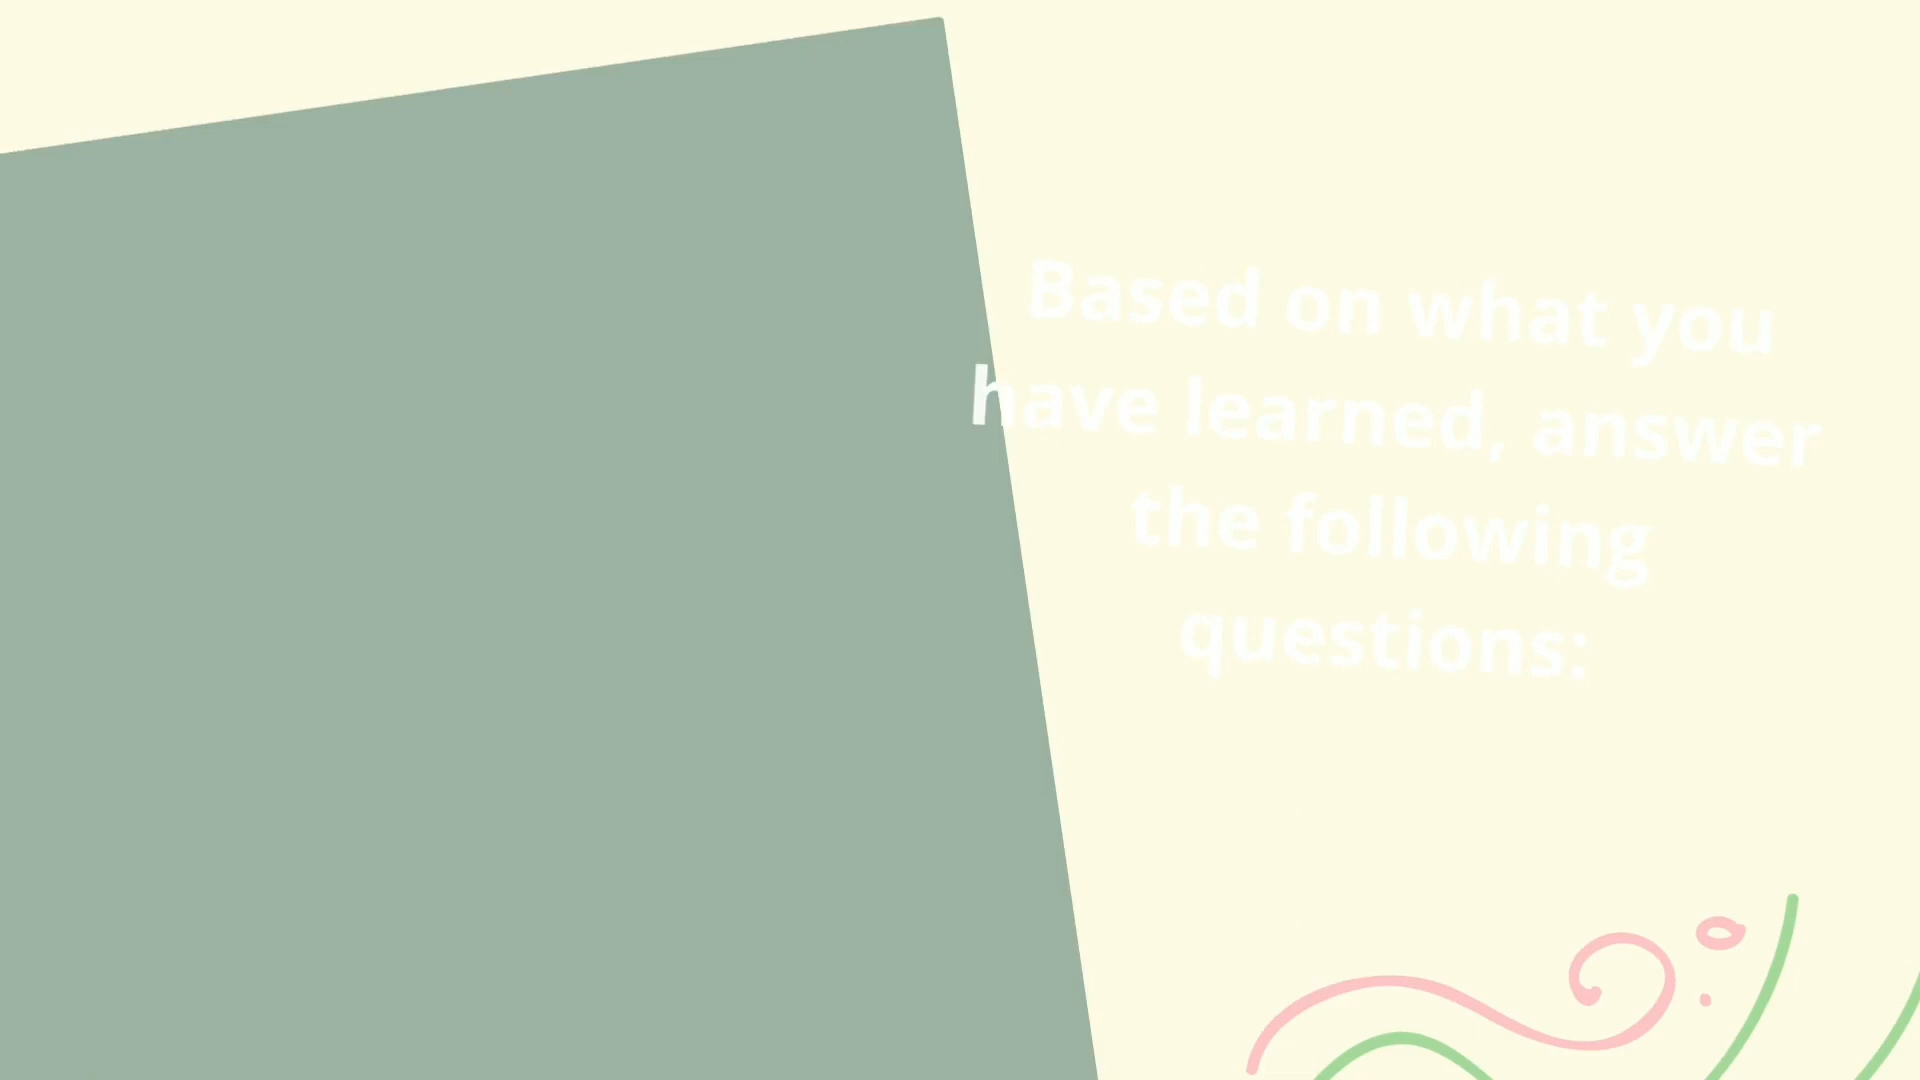 Based on what you
have learned, answer
the following
questions: